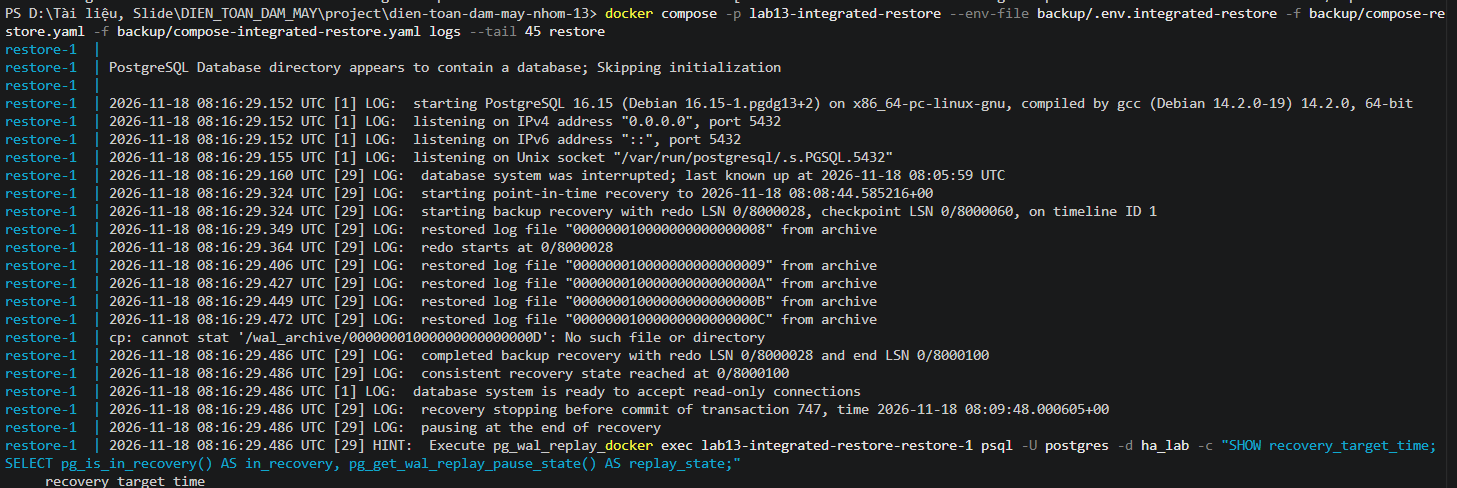 PS D:\Tài liệu, Slide\DIEN_TOAN_DAM_MAY\project\dien-toan-dam-may-nhom-13> docker compose -p lab13-integrated-restore --env-file backup/.env.integrated-restore -f backup/compose-re
store.yaml -f backup/compose-integrated-restore.yaml logs --tail 45 restore
restore-1  |
restore-1  | PostgreSQL Database directory appears to contain a database; Skipping initialization
restore-1  |
restore-1  | 2026-11-18 08:16:29.152 UTC [1] LOG:  starting PostgreSQL 16.15 (Debian 16.15-1.pgdg13+2) on x86_64-pc-linux-gnu, compiled by gcc (Debian 14.2.0-19) 14.2.0, 64-bit
restore-1  | 2026-11-18 08:16:29.152 UTC [1] LOG:  listening on IPv4 address "0.0.0.0", port 5432
restore-1  | 2026-11-18 08:16:29.152 UTC [1] LOG:  listening on IPv6 address "::", port 5432
restore-1  | 2026-11-18 08:16:29.155 UTC [1] LOG:  listening on Unix socket "/var/run/postgresql/.s.PGSQL.5432"
restore-1  | 2026-11-18 08:16:29.160 UTC [29] LOG:  database system was interrupted; last known up at 2026-11-18 08:05:59 UTC
restore-1  | 2026-11-18 08:16:29.324 UTC [29] LOG:  starting point-in-time recovery to 2026-11-18 08:08:44.585216+00
restore-1  | 2026-11-18 08:16:29.324 UTC [29] LOG:  starting backup recovery with redo LSN 0/8000028, checkpoint LSN 0/8000060, on timeline ID 1
restore-1  | 2026-11-18 08:16:29.349 UTC [29] LOG:  restored log file "000000010000000000000008" from archive
restore-1  | 2026-11-18 08:16:29.364 UTC [29] LOG:  redo starts at 0/8000028
restore-1  | 2026-11-18 08:16:29.406 UTC [29] LOG:  restored log file "000000010000000000000009" from archive
restore-1  | 2026-11-18 08:16:29.427 UTC [29] LOG:  restored log file "00000001000000000000000A" from archive
restore-1  | 2026-11-18 08:16:29.449 UTC [29] LOG:  restored log file "00000001000000000000000B" from archive
restore-1  | 2026-11-18 08:16:29.472 UTC [29] LOG:  restored log file "00000001000000000000000C" from archive
restore-1  | cp: cannot stat '/wal_archive/00000001000000000000000D': No such file or directory
restore-1  | 2026-11-18 08:16:29.486 UTC [29] LOG:  completed backup recovery with redo LSN 0/8000028 and end LSN 0/8000100
restore-1  | 2026-11-18 08:16:29.486 UTC [29] LOG:  consistent recovery state reached at 0/8000100
restore-1  | 2026-11-18 08:16:29.486 UTC [1] LOG:  database system is ready to accept read-only connections
restore-1  | 2026-11-18 08:16:29.486 UTC [29] LOG:  recovery stopping before commit of transaction 747, time 2026-11-18 08:09:48.000605+00
restore-1  | 2026-11-18 08:16:29.486 UTC [29] LOG:  pausing at the end of recovery
restore-1  | 2026-11-18 08:16:29.486 UTC [29] HINT:  Execute pg_wal_replay_docker exec lab13-integrated-restore-restore-1 psql -U postgres -d ha_lab -c "SHOW recovery_target_time;
SELECT pg_is_in_recovery() AS in_recovery, pg_get_wal_replay_pause_state() AS replay_state;"
recovery_target_time